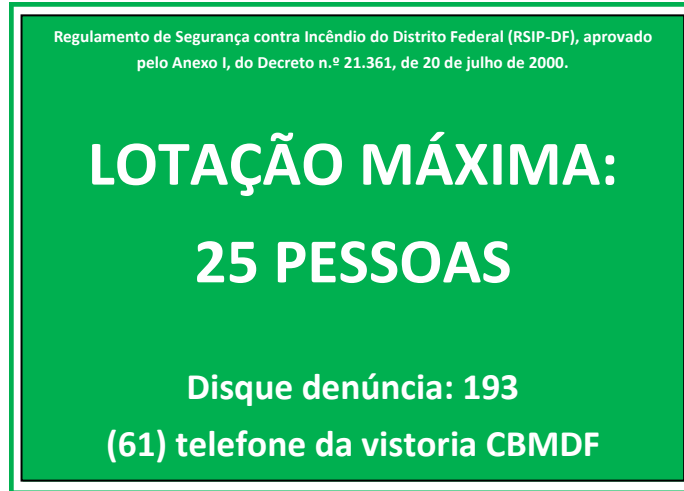 Regulamento de Segurança contra Incêndio do Distrito Federal (RSIP-DF), aprovado
pelo Anexo I, do Decreto n.º 21.361, de 20 de julho de 2000.
LOTAÇÃO MÁXIMA:
25 PESSOAS
Disque denúncia: 193
(61) telefone da vistoria CBMDF